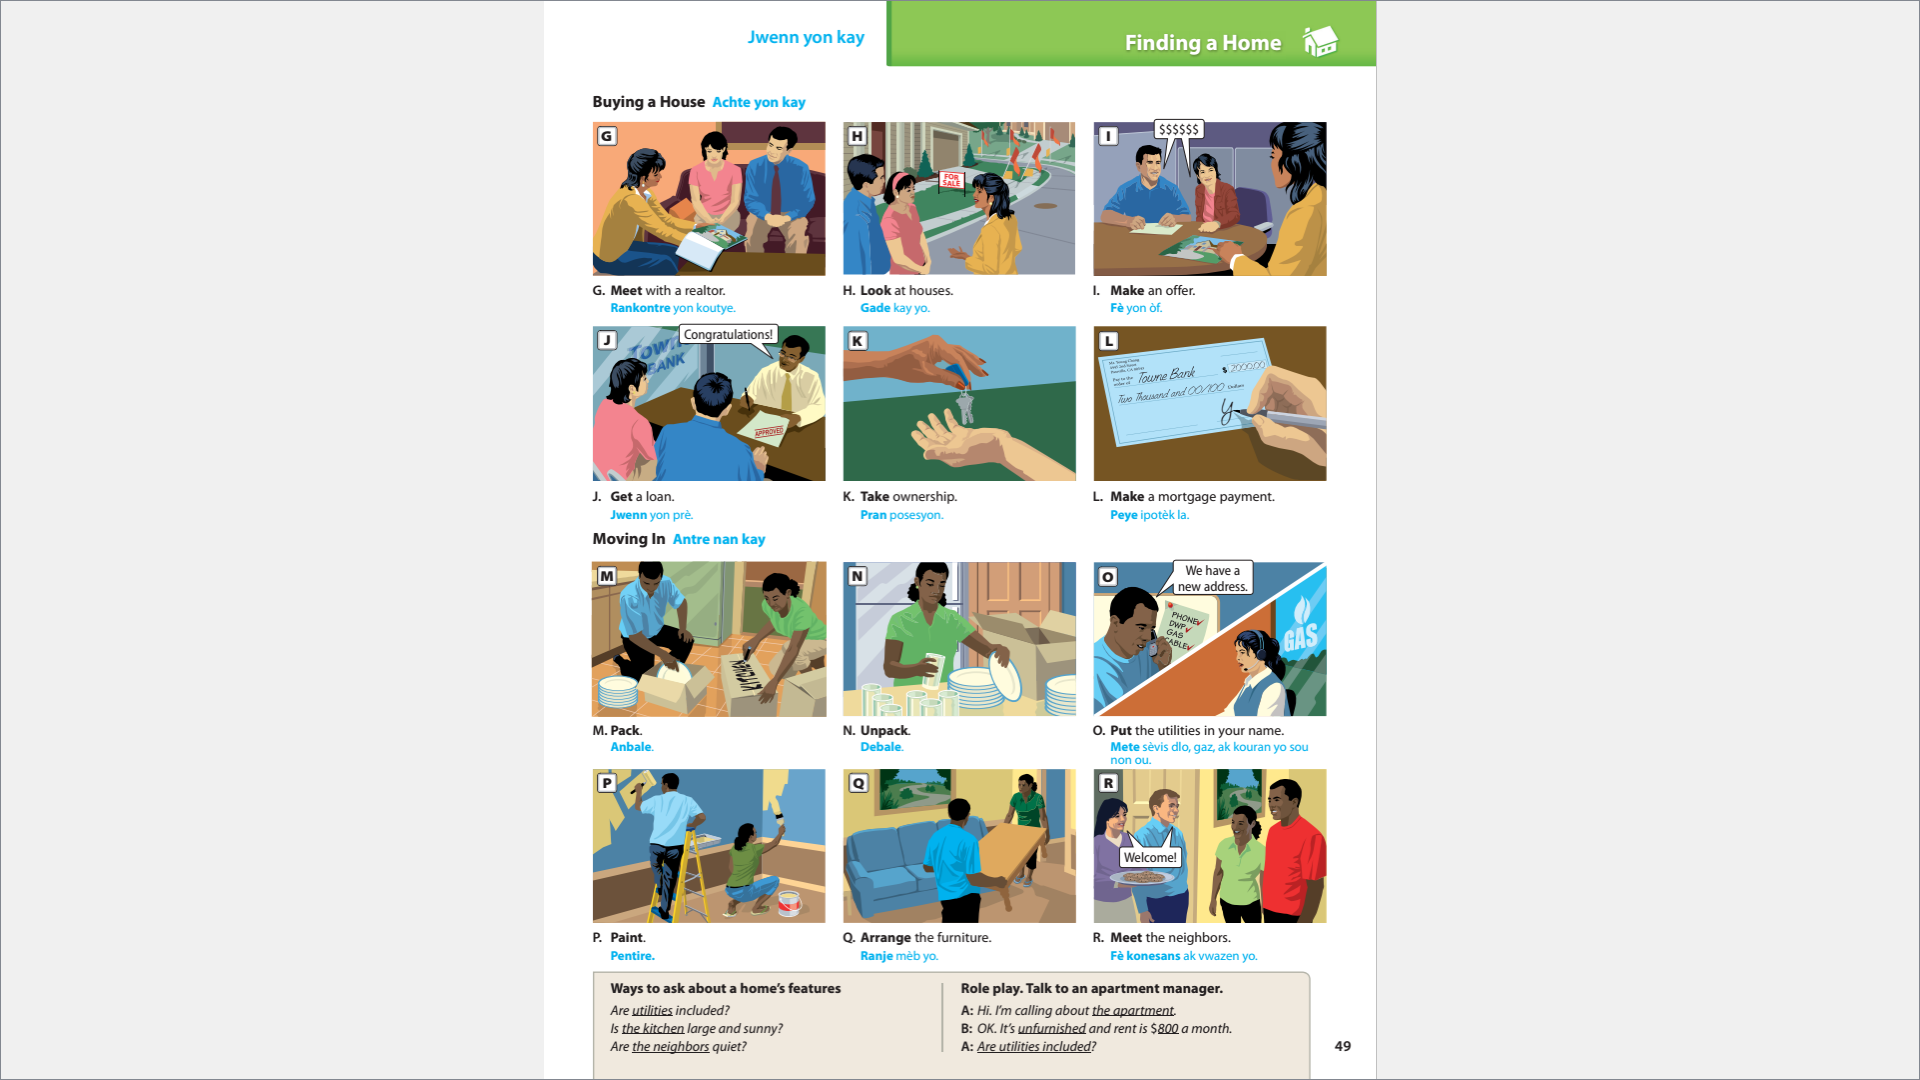 Jwenn yon kay
Finding a Home
Buying a House Achte yon kay
G
H
FOR
SALE
I
$$$$$$
G. Meet with a realtor.
Rankontre yon koutye.
H. Look at houses.
Gade kay yo.
I. Make an offer.
Fè yon òf.
J
Congratulations!
TOWN
BANK
APPROVED
K
L
Pay to the
order of Towne Bank $ 2000.00
Two Thousand and 00/100 Dollars
J. Get a loan.
Jwenn yon prè.
K. Take ownership.
Pran posesyon.
L. Make a mortgage payment.
Peye ipotèk la.
Moving In Antre nan kay
M
KITCHEN
N
O
We have a
new address.
PHONE
DWP
GAS
CABLE
GAS
M. Pack.
Anbale.
N. Unpack.
Debale.
O. Put the utilities in your name.
Mete sèvis dlo, gaz, ak kouran yo sou
non ou.
P
Q
R
Welcome!
P. Paint.
Pentire.
Q. Arrange the furniture.
Ranje mèb yo.
R. Meet the neighbors.
Fè konesans ak vwazen yo.
Ways to ask about a home's features
Are utilities included?
Is the kitchen large and sunny?
Are the neighbors quiet?
Role play. Talk to an apartment manager.
A: Hi. I'm calling about the apartment.
B: OK. It's unfurnished and rent is $800 a month.
A: Are utilities included?
49